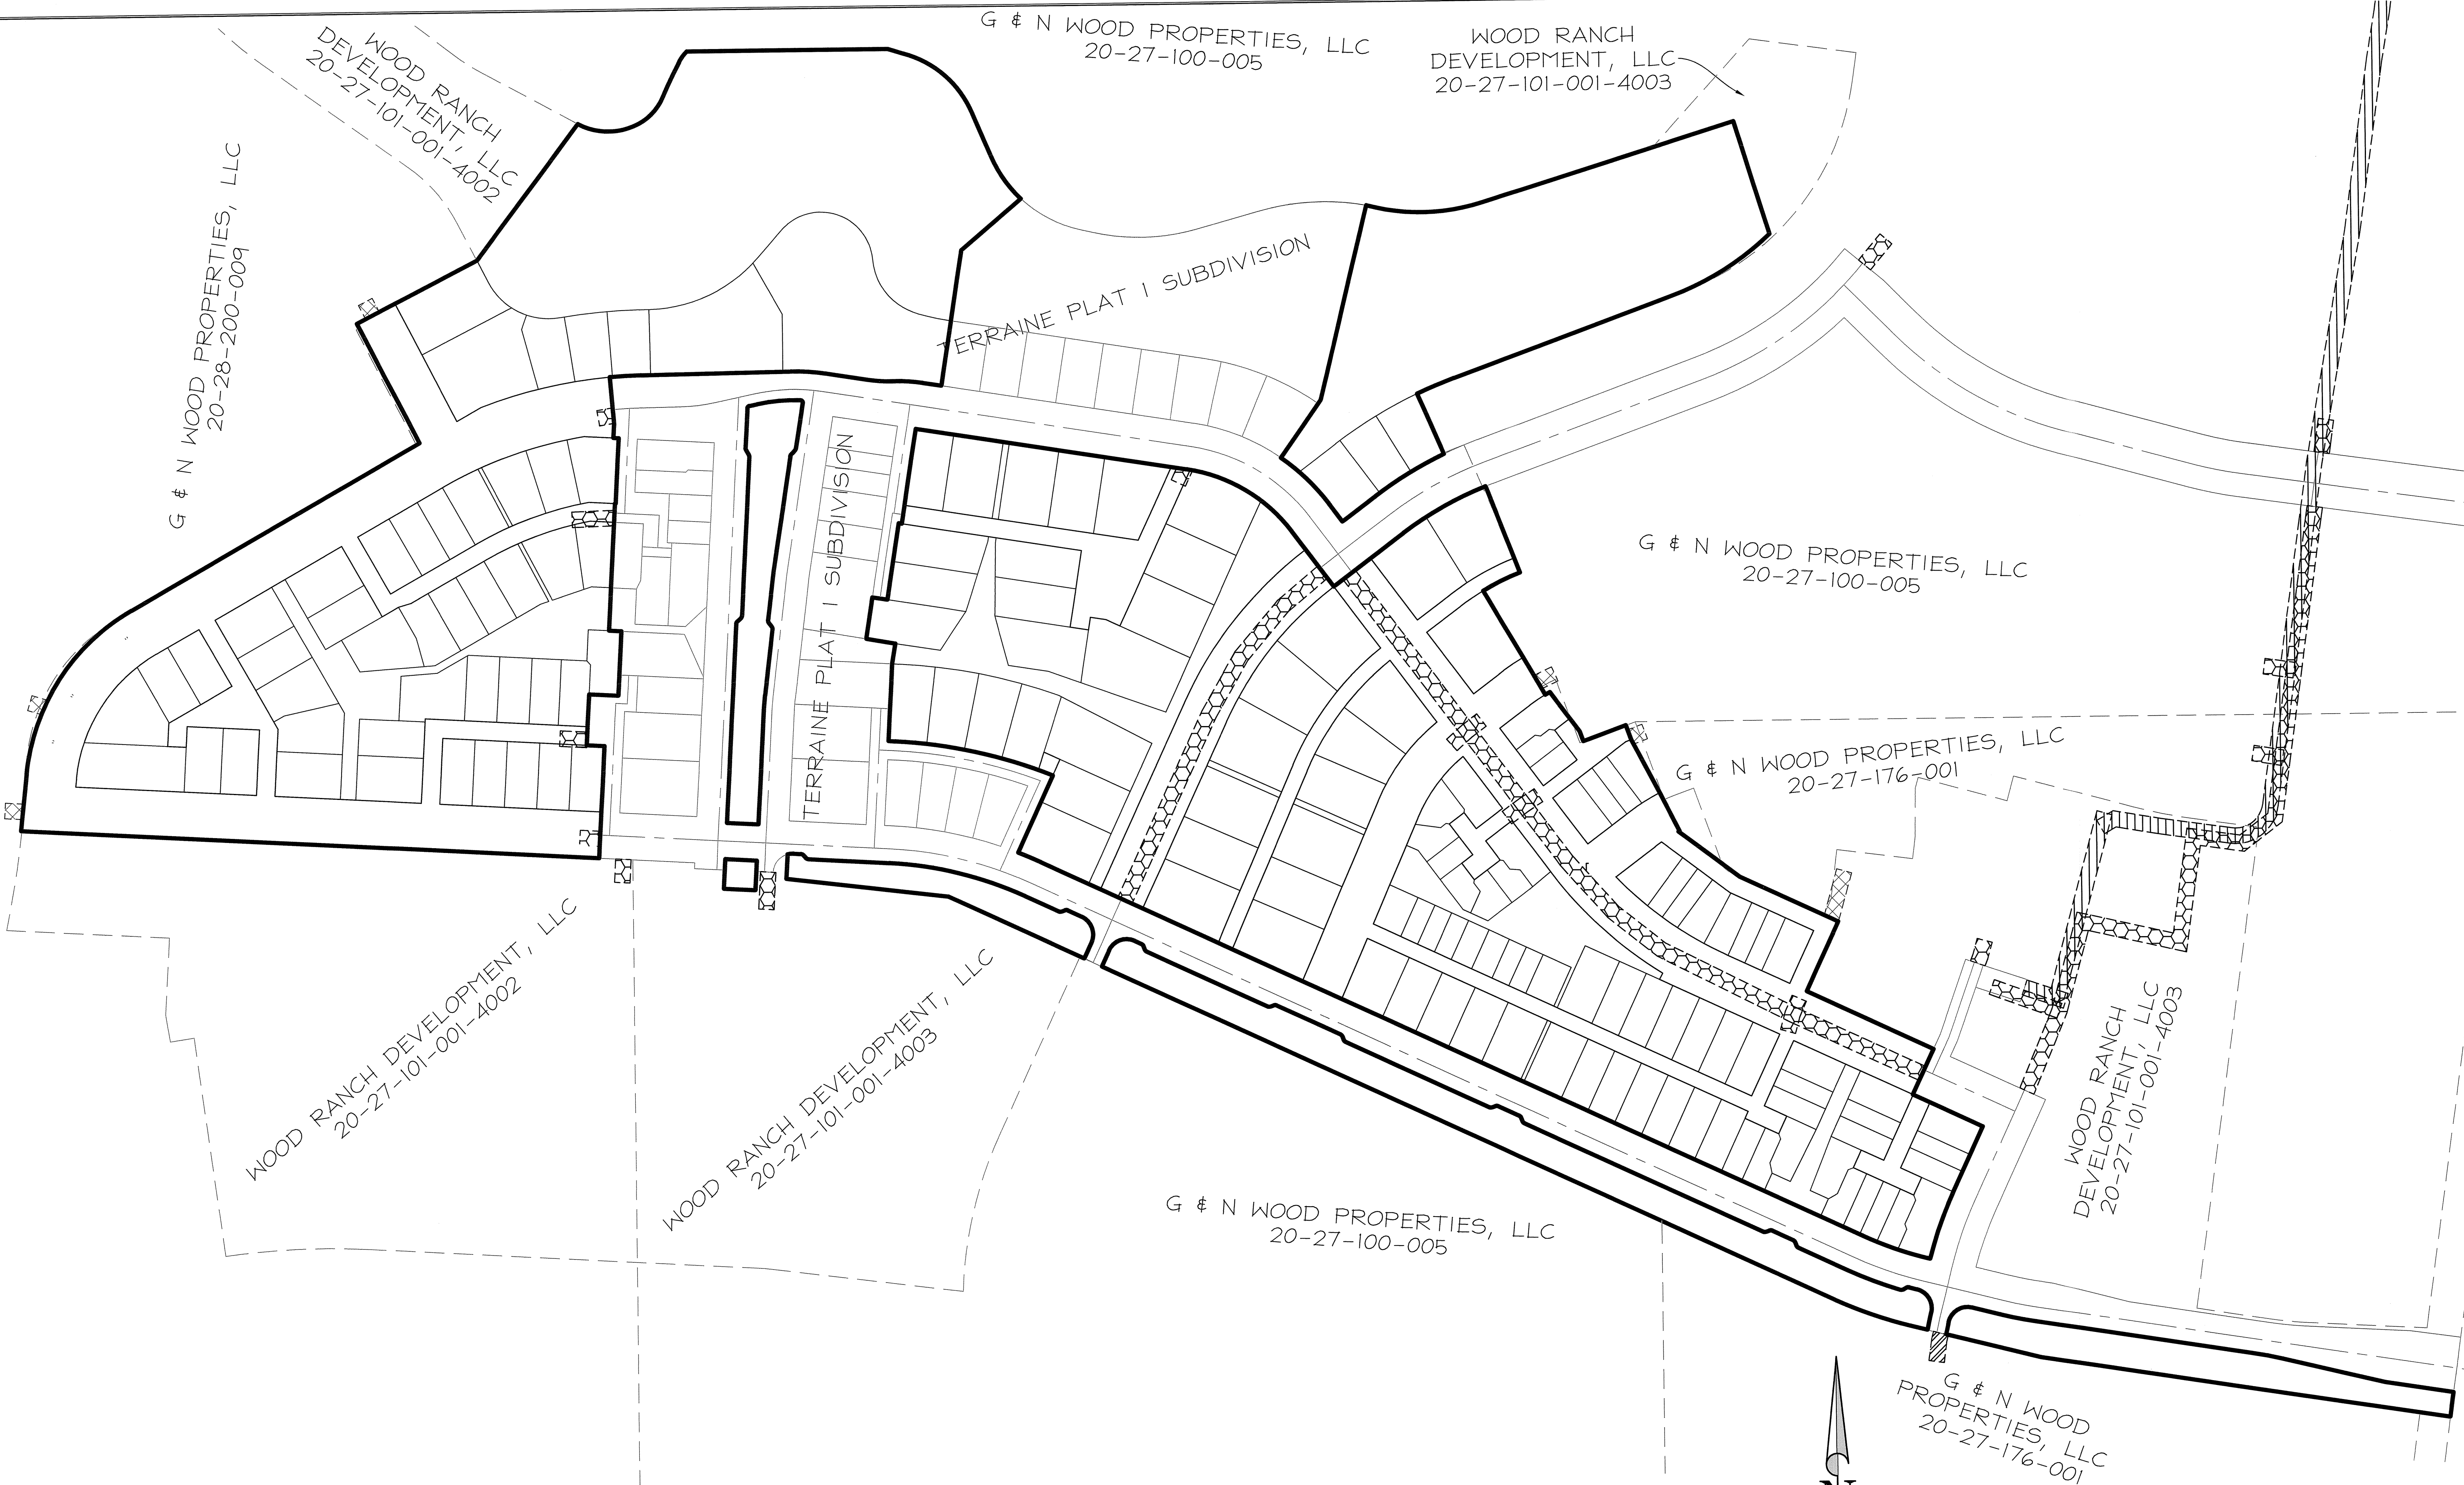 G & N WOOD PROPERTIES, LLC
20-27-100-005
WOOD RANCH
DEVELOPMENT, LLC
20-27-101-001-4003
WOOD RANCH
DEVELOPMENT, LLC
20-27-101-001-4002
G & N WOOD PROPERTIES, LLC
20-28-200-009
TERRAINE PLAT 1 SUBDIVISION
TERRAINE PLAT 1 SUBDIVISION
G & N WOOD PROPERTIES, LLC
20-27-100-005
G & N WOOD PROPERTIES, LLC
20-27-176-001
WOOD RANCH DEVELOPMENT, LLC
20-27-101-001-4002
WOOD RANCH DEVELOPMENT, LLC
20-27-101-001-4003
WOOD RANCH
DEVELOPMENT, LLC
20-27-101-001-4003
G & N WOOD PROPERTIES, LLC
20-27-100-005
G & N WOOD
PROPERTIES, LLC
20-27-176-001
N